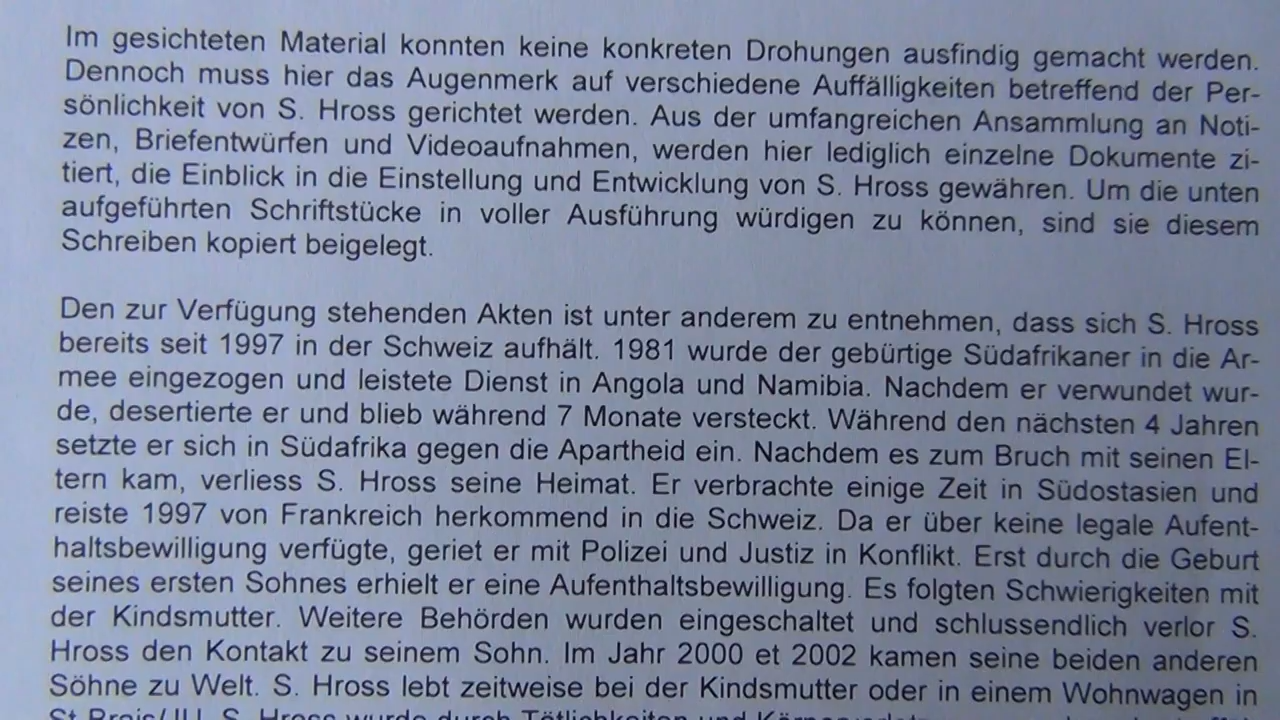 Im gesichteten Material konnten keine konkreten Drohungen ausfindig gemacht werden.
Dennoch muss hier das Augenmerk auf verschiedene Auffälligkeiten betreffend der Per-
sönlichkeit von S. Hross gerichtet werden. Aus der umfangreichen Ansammlung an Noti-
zen, Briefentwürfen und Videoaufnahmen, werden hier lediglich einzelne Dokumente zi-
tiert, die Einblick in die Einstellung und Entwicklung von S. Hross gewähren. Um die unten
aufgeführten Schriftstücke in voller Ausführung würdigen zu können, sind sie diesem
Schreiben kopiert beigelegt.
Den zur Verfügung stehenden Akten ist unter anderem zu entnehmen, dass sich S. Hross
bereits seit 1997 in der Schweiz aufhält. 1981 wurde der gebürtige Südafrikaner in die Ar-
mee eingezogen und leistete Dienst in Angola und Namibia. Nachdem er verwundet wur-
de, desertierte er und blieb während 7 Monate versteckt. Während den nächsten 4 Jahren
setzte er sich in Südafrika gegen die Apartheid ein. Nachdem es zum Bruch mit seinen El-
tern kam, verliess S. Hross seine Heimat. Er verbrachte einige Zeit in Südostasien und
reiste 1997 von Frankreich herkommend in die Schweiz. Da er über keine legale Aufent-
haltsbewilligung verfügte, geriet er mit Polizei und Justiz in Konflikt. Erst durch die Geburt
seines ersten Sohnes erhielt er eine Aufenthaltsbewilligung. Es folgten Schwierigkeiten mit
der Kindsmutter. Weitere Behörden wurden eingeschaltet und schlussendlich verlor S.
Hross den Kontakt zu seinem Sohn. Im Jahr 2000 et 2002 kamen seine beiden anderen
Söhne zu Welt. S. Hross lebt zeitweise bei der Kindsmutter oder in einem Wohnwagen in
S. Hross wurde durch Tätlichkeiten und